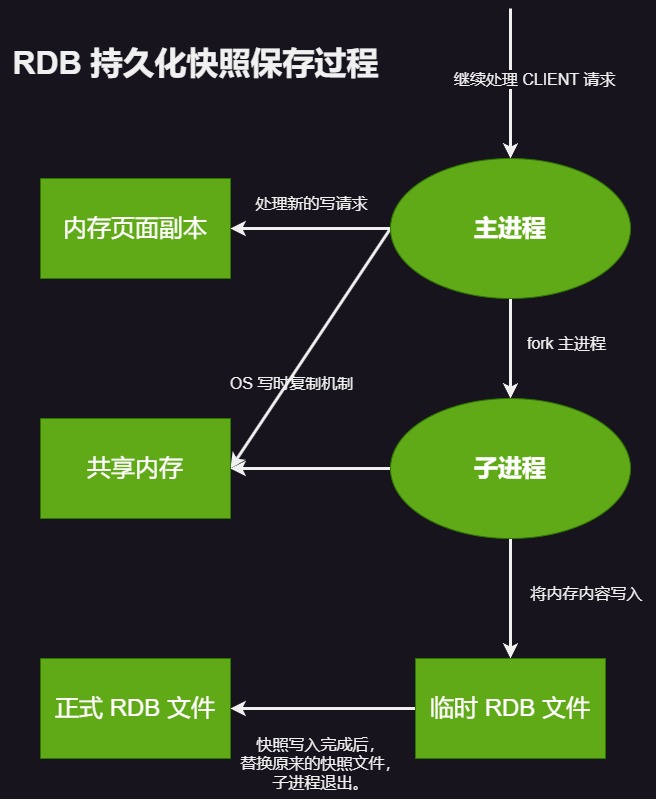 RDB 持久化快照保存过程
继续处理 CLIENT 请求
内存页面副本
处理新的写请求
主进程
fork 主进程
OS 写时复制机制
共享内存
子进程
将内存内容写入
正式 RDB 文件
临时 RDB 文件
快照写入完成后，
替换原来的快照文件，
子进程退出。